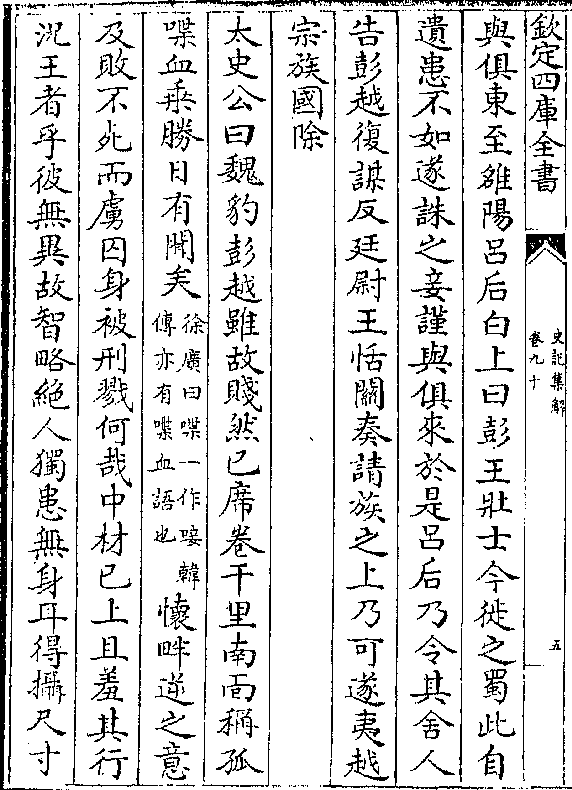 欽定四庫全書
史記集解
卷九十
五
與俱東至雒陽呂后白上曰彭王壯士今徙之蜀此自
遺患不如遂誅之妾謹與俱來於是呂后乃令其舍人
告彭越復謀反廷尉王恬關奏請族之上乃可遂夷越
宗族國除
太史公曰魏豹彭越雖故賤然已席卷千里南面稱孤
喋血乘勝日有聞矣徐廣曰喋一作唼韓傳亦有喋血語也懷畔逆之意
及敗不死而虜囚身被刑戮何哉中材已上且羞其行
況王者乎彼無異故智略絶人獨患無身耳得攝尺寸